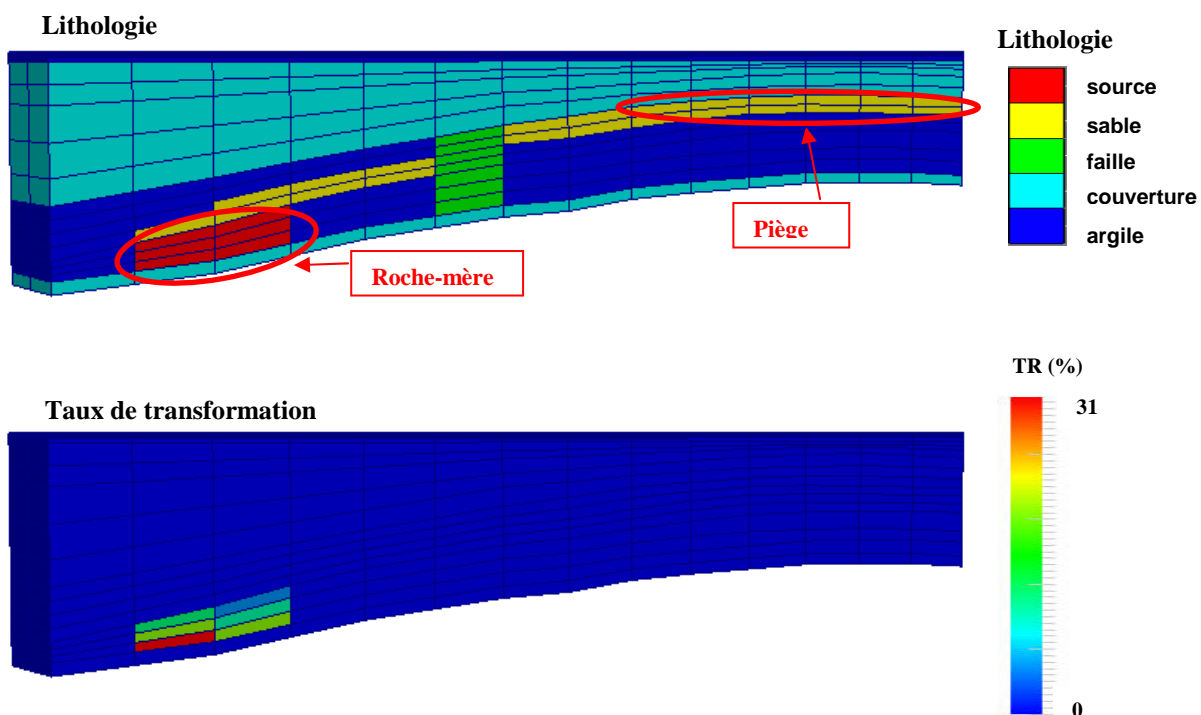 Lithologie
Lithologie
source
sable
faille
couverture
argile
Piège
Roche-mère
TR (%)
31
Taux de transformation
0